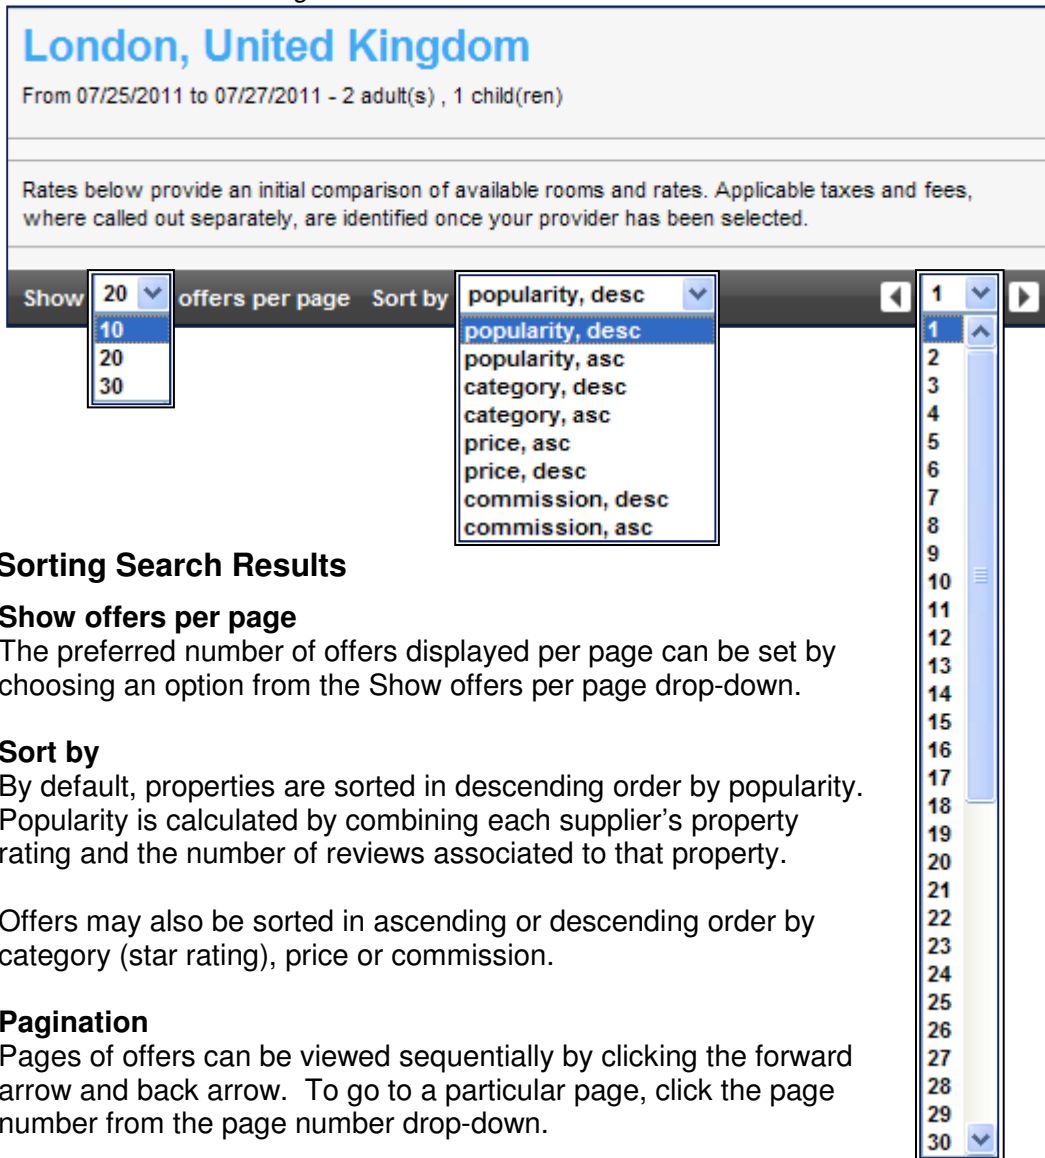 London, United Kingdom
From 07/25/2011 to 07/27/2011 - 2 adult(s) , 1 child(ren)
Rates below provide an initial comparison of available rooms and rates. Applicable taxes and fees,
where called out separately, are identified once your provider has been selected.
Show 20 offers per page Sort by popularity, desc 1
10
20
30
popularity, desc
popularity, asc
category, desc
category, asc
price, asc
price, desc
commission, desc
commission, asc
1
2
3
4
5
6
7
8
9
10
11
12
13
14
15
16
17
18
19
20
21
22
23
24
25
26
27
28
29
30
Sorting Search Results
Show offers per page
The preferred number of offers displayed per page can be set by
choosing an option from the Show offers per page drop-down.
Sort by
By default, properties are sorted in descending order by popularity.
Popularity is calculated by combining each supplier's property
rating and the number of reviews associated to that property.
Offers may also be sorted in ascending or descending order by
category (star rating), price or commission.
Pagination
Pages of offers can be viewed sequentially by clicking the forward
arrow and back arrow. To go to a particular page, click the page
number from the page number drop-down.